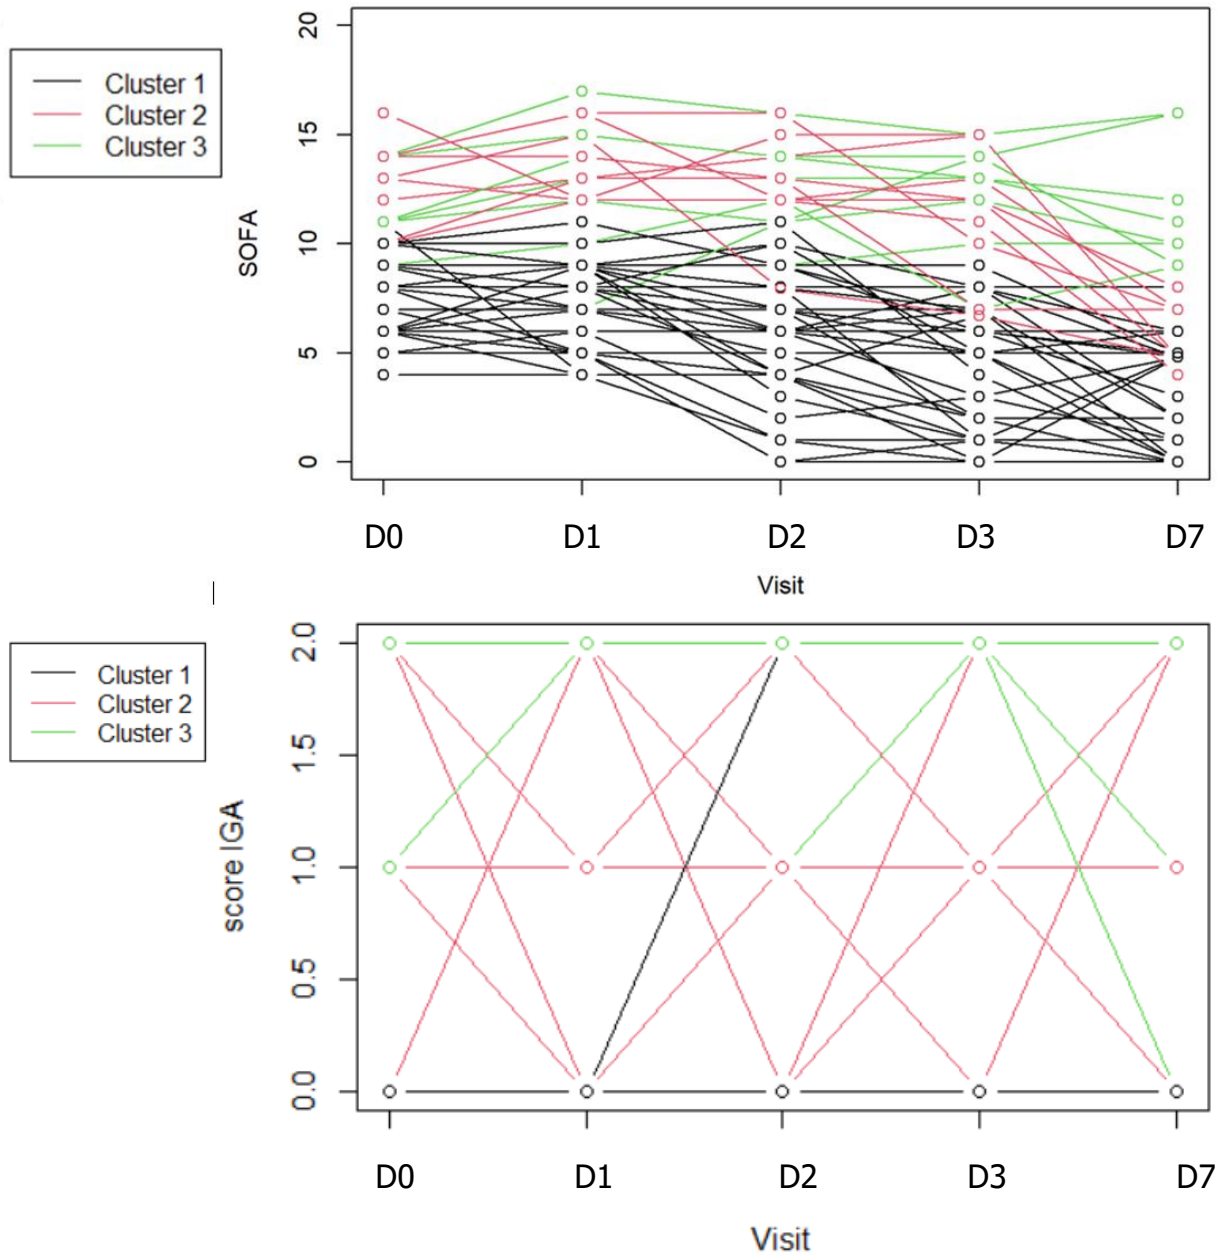 Cluster 1
Cluster 2
Cluster 3
SOFA
20
15
10
5
0
D0 D1 D2 D3 D7
Visit
Cluster 1
Cluster 2
Cluster 3
score IGA
2.0
1.5
1.0
0.5
0.0
D0 D1 D2 D3 D7
Visit